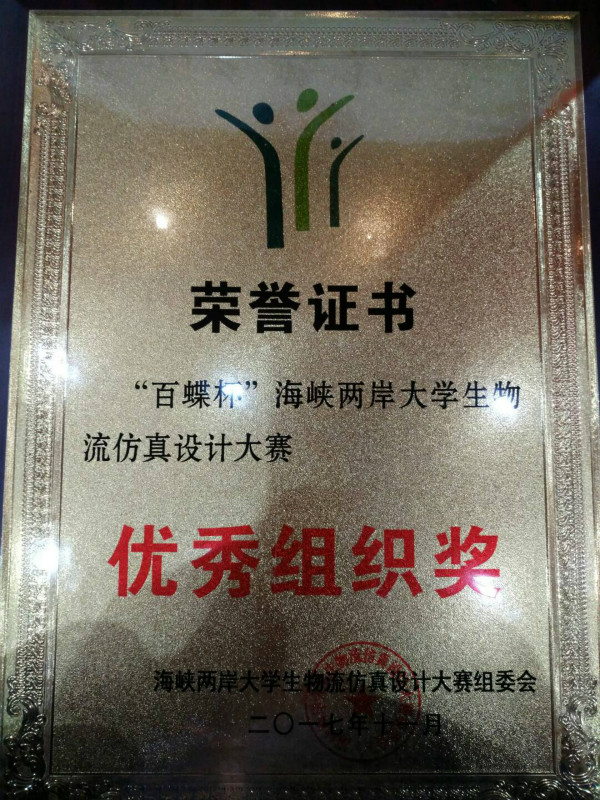 荣誉证书
“百蝶杯”海峡两岸大学生物
流仿真设计大赛
优秀组织奖
海峡两岸大学生物流仿真设计大赛组委会
二〇一七年十一月